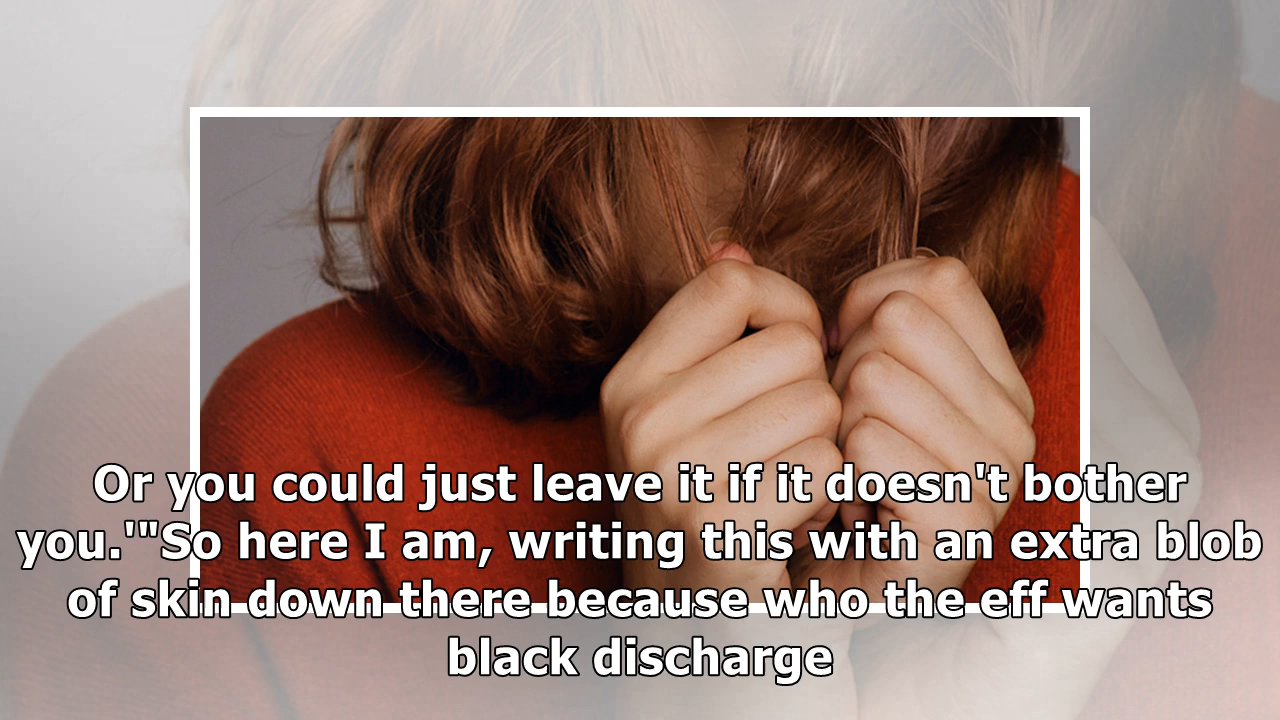 Or you could just leave it if it doesn't bother
you.'"So here I am, writing this with an extra blob
of skin down there because who the eff wants
black discharge